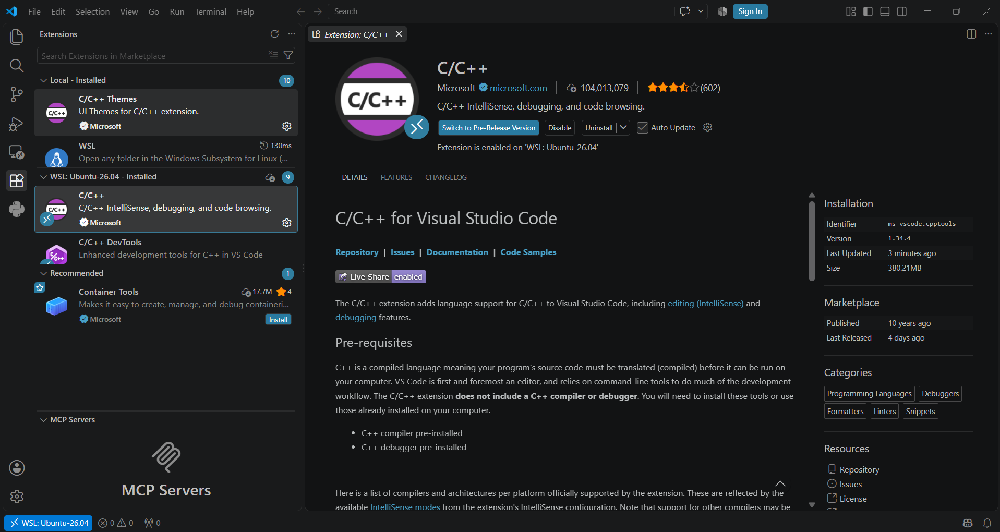 File Edit Selection View Go Run Terminal Help
Search
Sign In
Extensions
Search Extensions in Marketplace
Local - Installed 10
C/C++
C/C++ Themes
UI Themes for C/C++ extension.
Microsoft
WSL 130ms
Open any folder in the Windows Subsystem for Linux (...
WSL: Ubuntu-26.04 - Installed 9
C/C++
C/C++
C/C++ IntelliSense, debugging, and code browsing.
Microsoft
C/C++
C/C++ DevTools
Enhanced development tools for C++ in VS Code
Recommended 1
Container Tools 17.7M 4
Makes it easy to create, manage, and debug containeri...
Microsoft Install
MCP Servers
MCP Servers
Extension: C/C++
C/C++
C/C++
Microsoft microsoft.com 104,013,079 (602)
C/C++ IntelliSense, debugging, and code browsing.
Switch to Pre-Release Version Disable Uninstall Auto Update
Extension is enabled on 'WSL: Ubuntu-26.04'
DETAILS FEATURES CHANGELOG
C/C++ for Visual Studio Code
Repository | Issues | Documentation | Code Samples
Live Share enabled
The C/C++ extension adds language support for C/C++ to Visual Studio Code, including editing (IntelliSense) and
debugging features.
Pre-requisites
C++ is a compiled language meaning your program's source code must be translated (compiled) before it can be run on
your computer. VS Code is first and foremost an editor, and relies on command-line tools to do much of the development
workflow. The C/C++ extension does not include a C++ compiler or debugger. You will need to install these tools or use
those already installed on your computer.
• C++ compiler pre-installed
• C++ debugger pre-installed
Here is a list of compilers and architectures per platform officially supported by the extension. These are reflected by the
available IntelliSense modes from the extension's IntelliSense configuration. Note that support for other compilers may be
Installation
Identifier ms-vscode.cpptools
Version 1.34.4
Last Updated 3 minutes ago
Size 380.21MB
Marketplace
Published 10 years ago
Last Released 4 days ago
Categories
Programming Languages Debuggers
Formatters Linters Snippets
Resources
Repository
Issues
License
WSL: Ubuntu-26.04 0 0 0